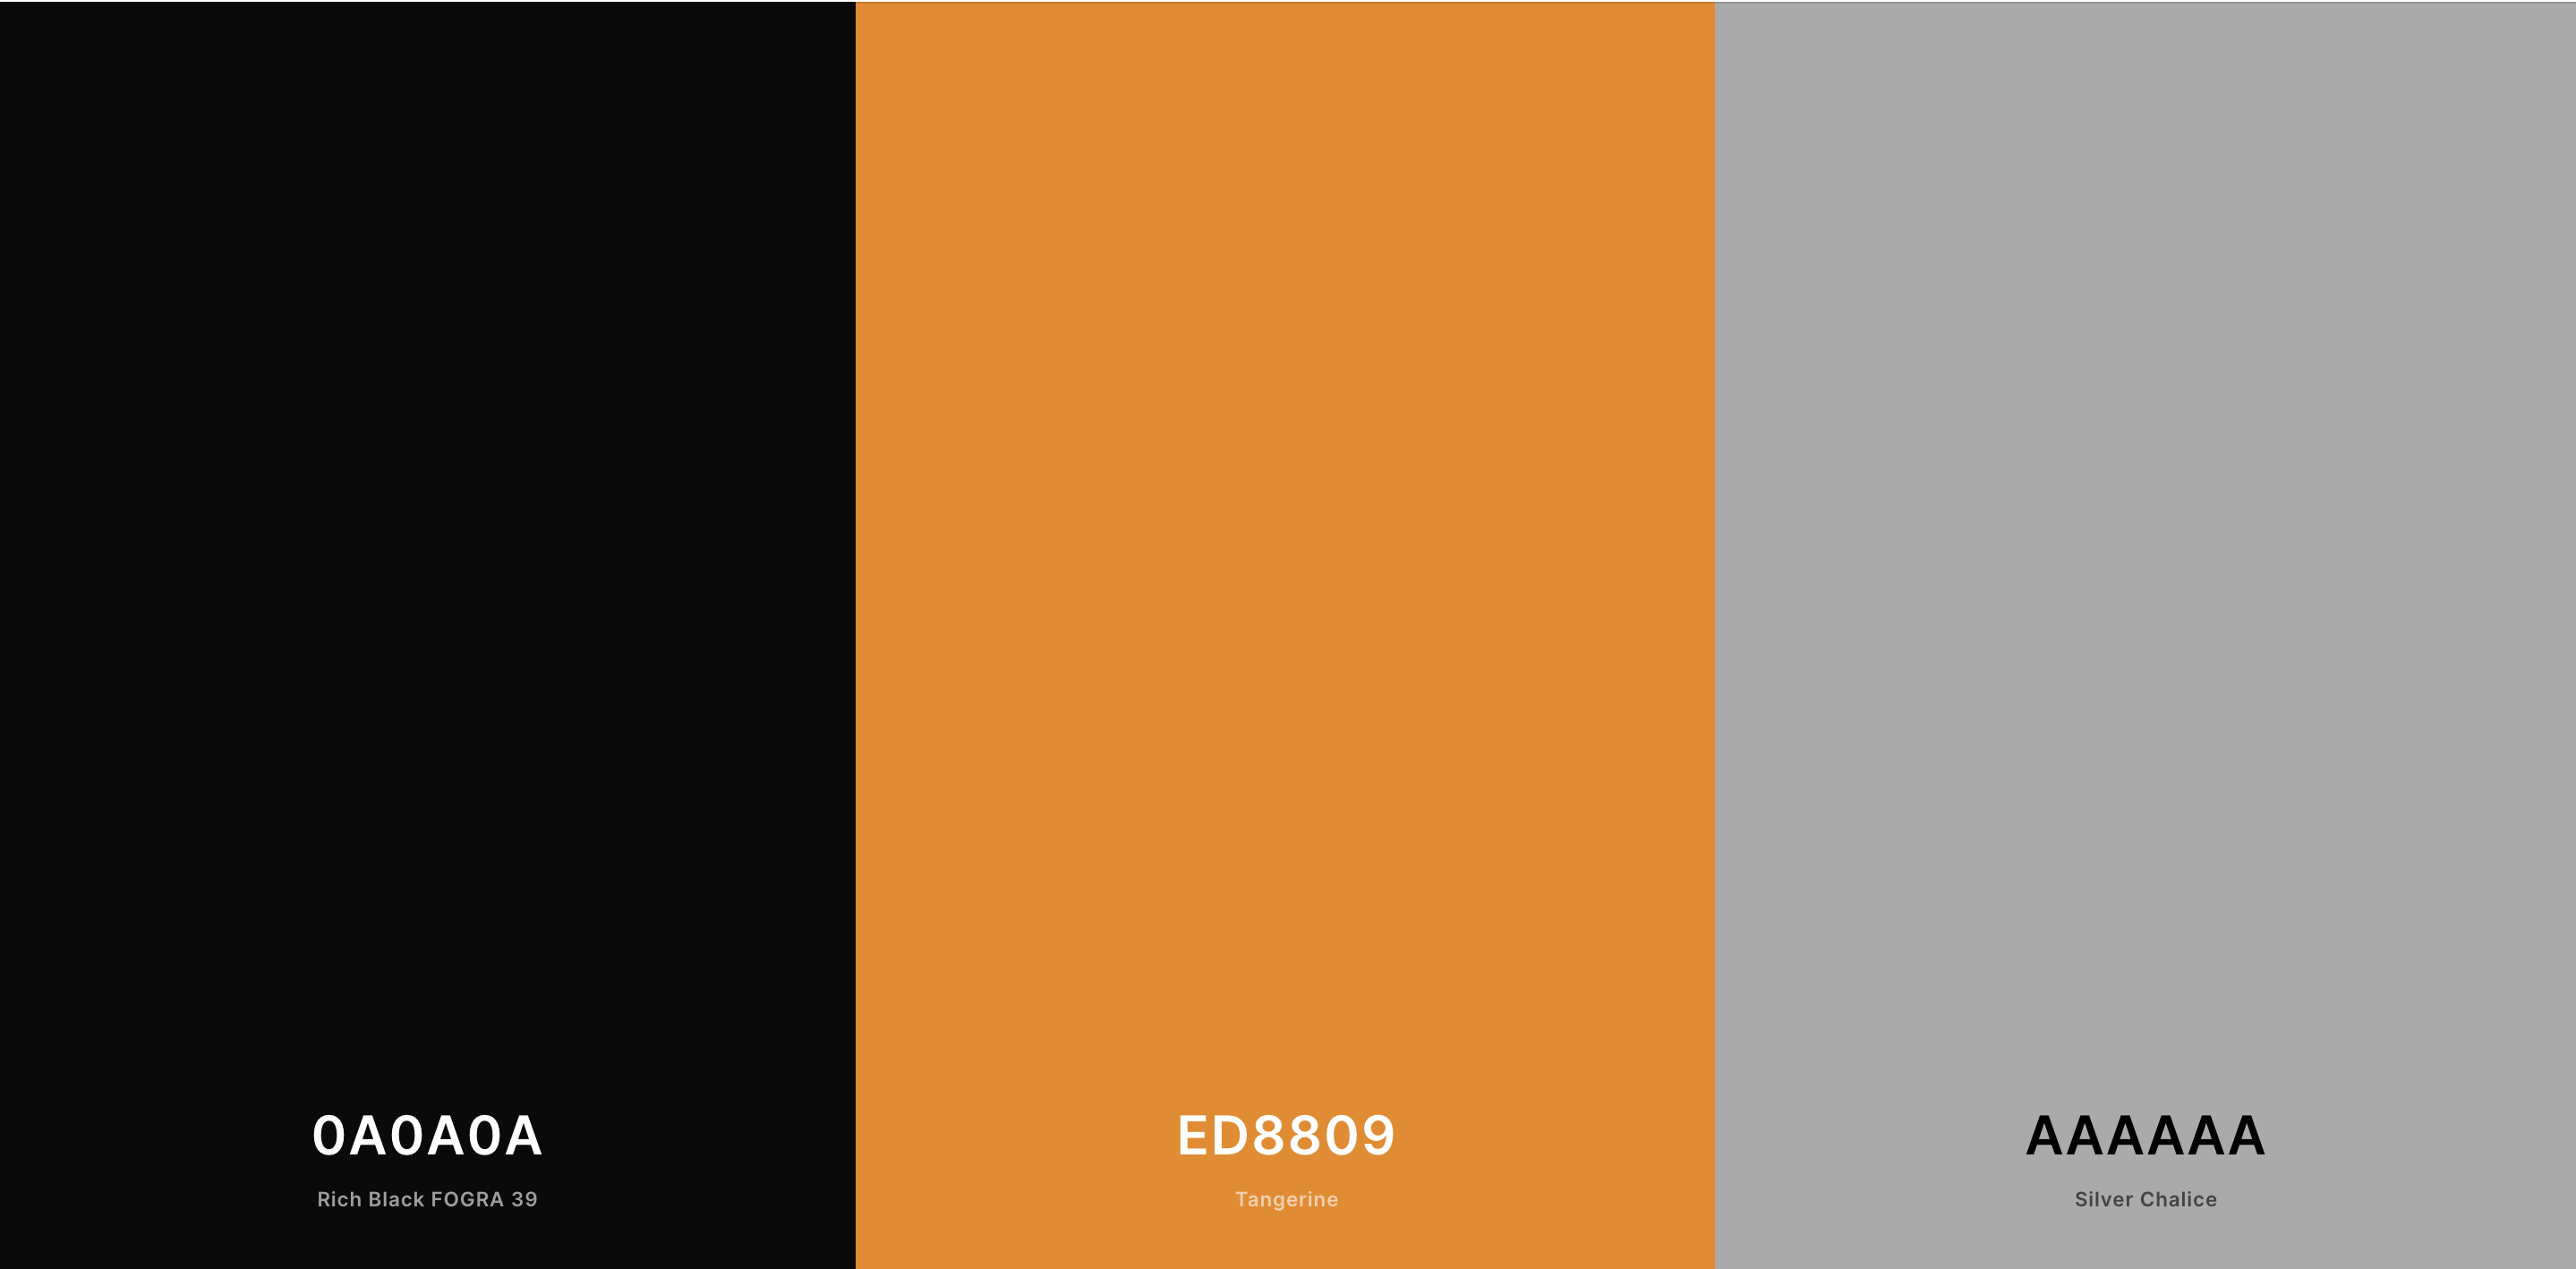 0A0A0A
Rich Black FOGRA 39
ED8809
Tangerine
AAAAAA
Silver Chalice